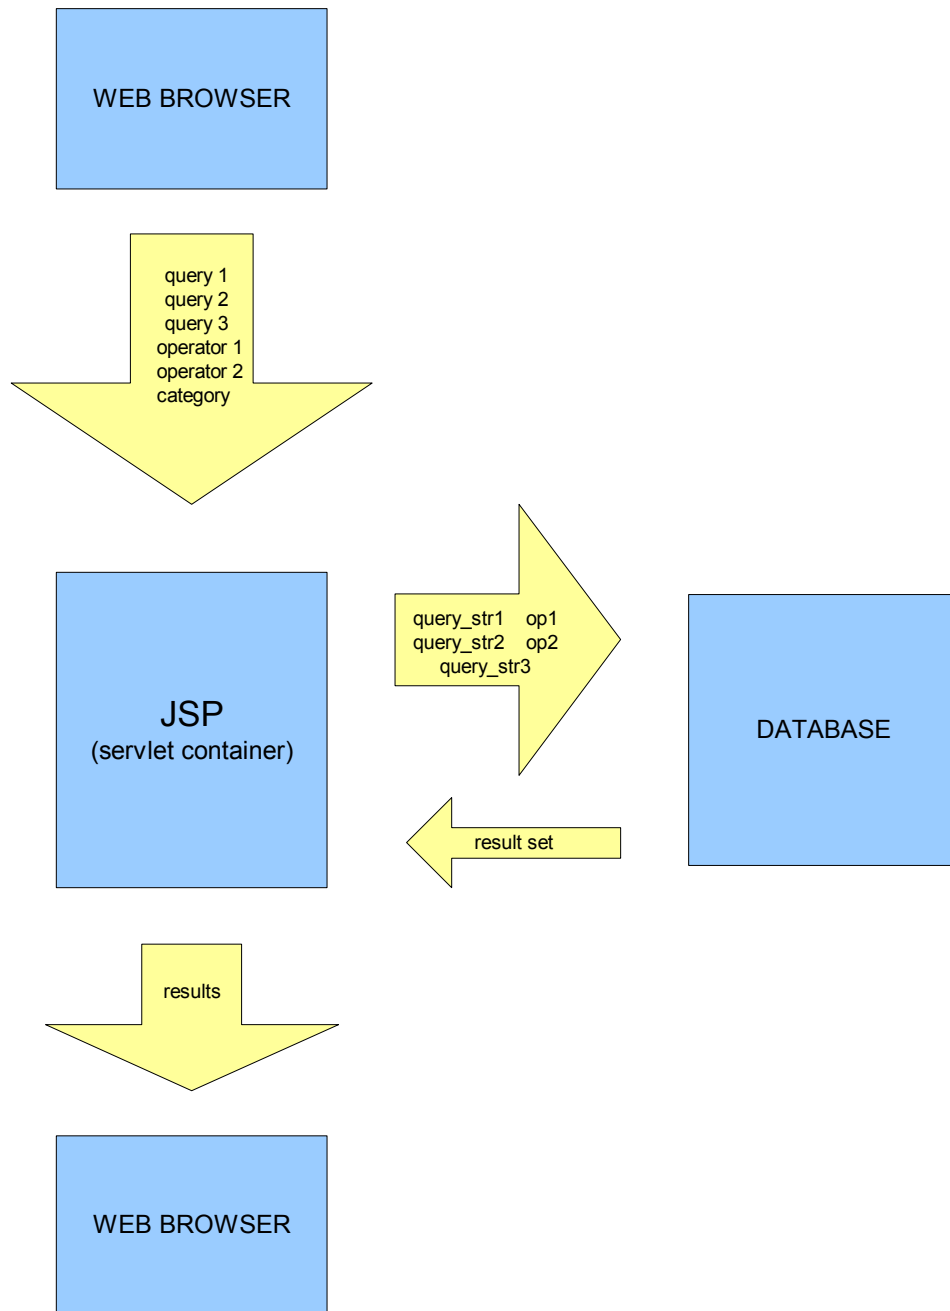 WEB BROWSER
query 1
query 2
query 3
operator 1
operator 2
category
query_str1 op1
query_str2 op2
query_str3
JSP
(servlet container)
DATABASE
result set
results
WEB BROWSER